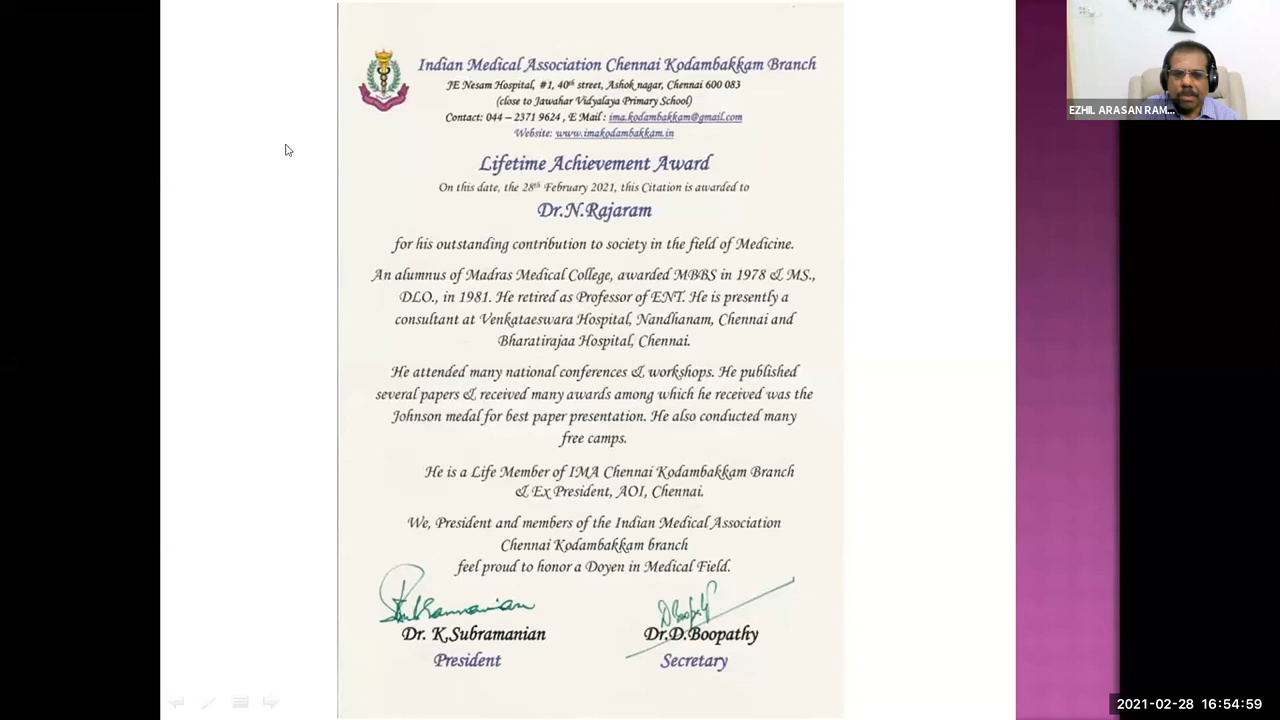 Indian Medical Association Chennai Kodambakkam Branch
JE Nesam Hospital, #1, 40th street, Ashok nagar, Chennai 600 083
(close to Jawahar Vidyalaya Primary School)
Contact: 044 – 2371 9624 , E Mail : ima.kodambakkam@gmail.com
Website: www.imakodambakkam.in
Lifetime Achievement Award
On this date, the 28th February 2021, this Citation is awarded to
Dr.N.Rajaram
for his outstanding contribution to society in the field of Medicine.
An alumnus of Madras Medical College, awarded MBBS in 1978 & MS.,
DLO., in 1981. He retired as Professor of ENT. He is presently a
consultant at Venkataeswara Hospital, Nandhanam, Chennai and
Bharatirajaa Hospital, Chennai.
He attended many national conferences & workshops. He published
several papers & received many awards among which he received was the
Johnson medal for best paper presentation. He also conducted many
free camps.
He is a Life Member of IMA Chennai Kodambakkam Branch
& Ex President, AOI, Chennai.
We, President and members of the Indian Medical Association
Chennai Kodambakkam branch
feel proud to honor a Doyen in Medical Field.
Dr. K.Subramanian
President
Dr.D.Boopathy
Secretary
EZHIL ARASAN RAM...
2021-02-28 16:54:59